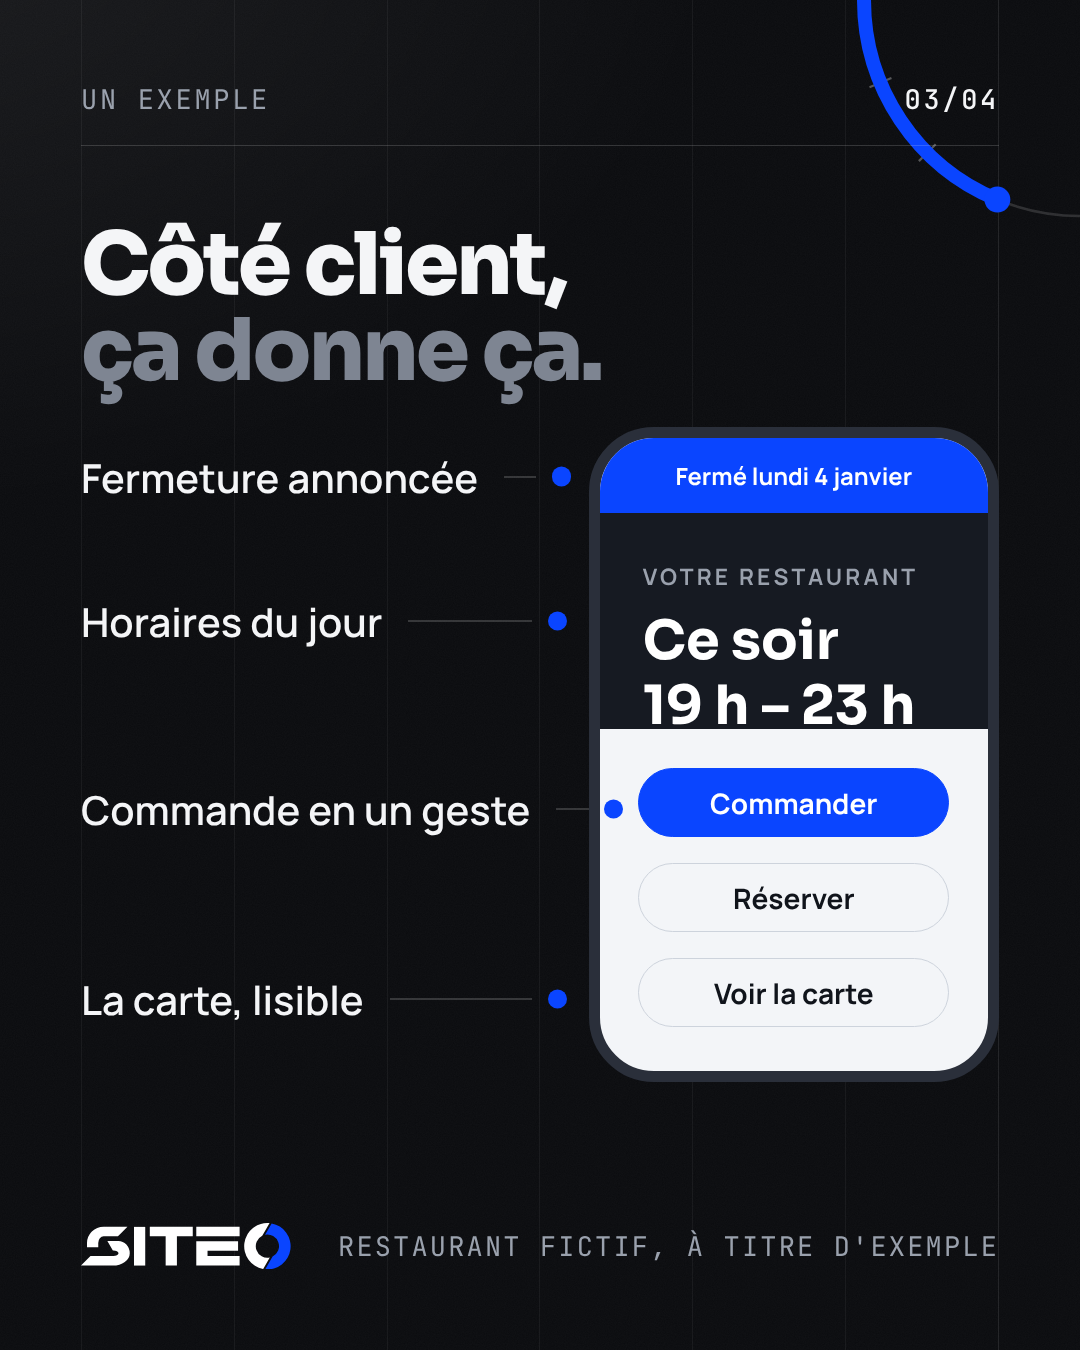 UN EXEMPLE
03/04
Côté client,
ça donne ça.
Fermeture annoncée
Horaires du jour
Commande en un geste
La carte, lisible
Fermé lundi 4 janvier
VOTRE RESTAURANT
Ce soir
19 h – 23 h
Commander
Réserver
Voir la carte
SITEO
RESTAURANT FICTIF, À TITRE D'EXEMPLE